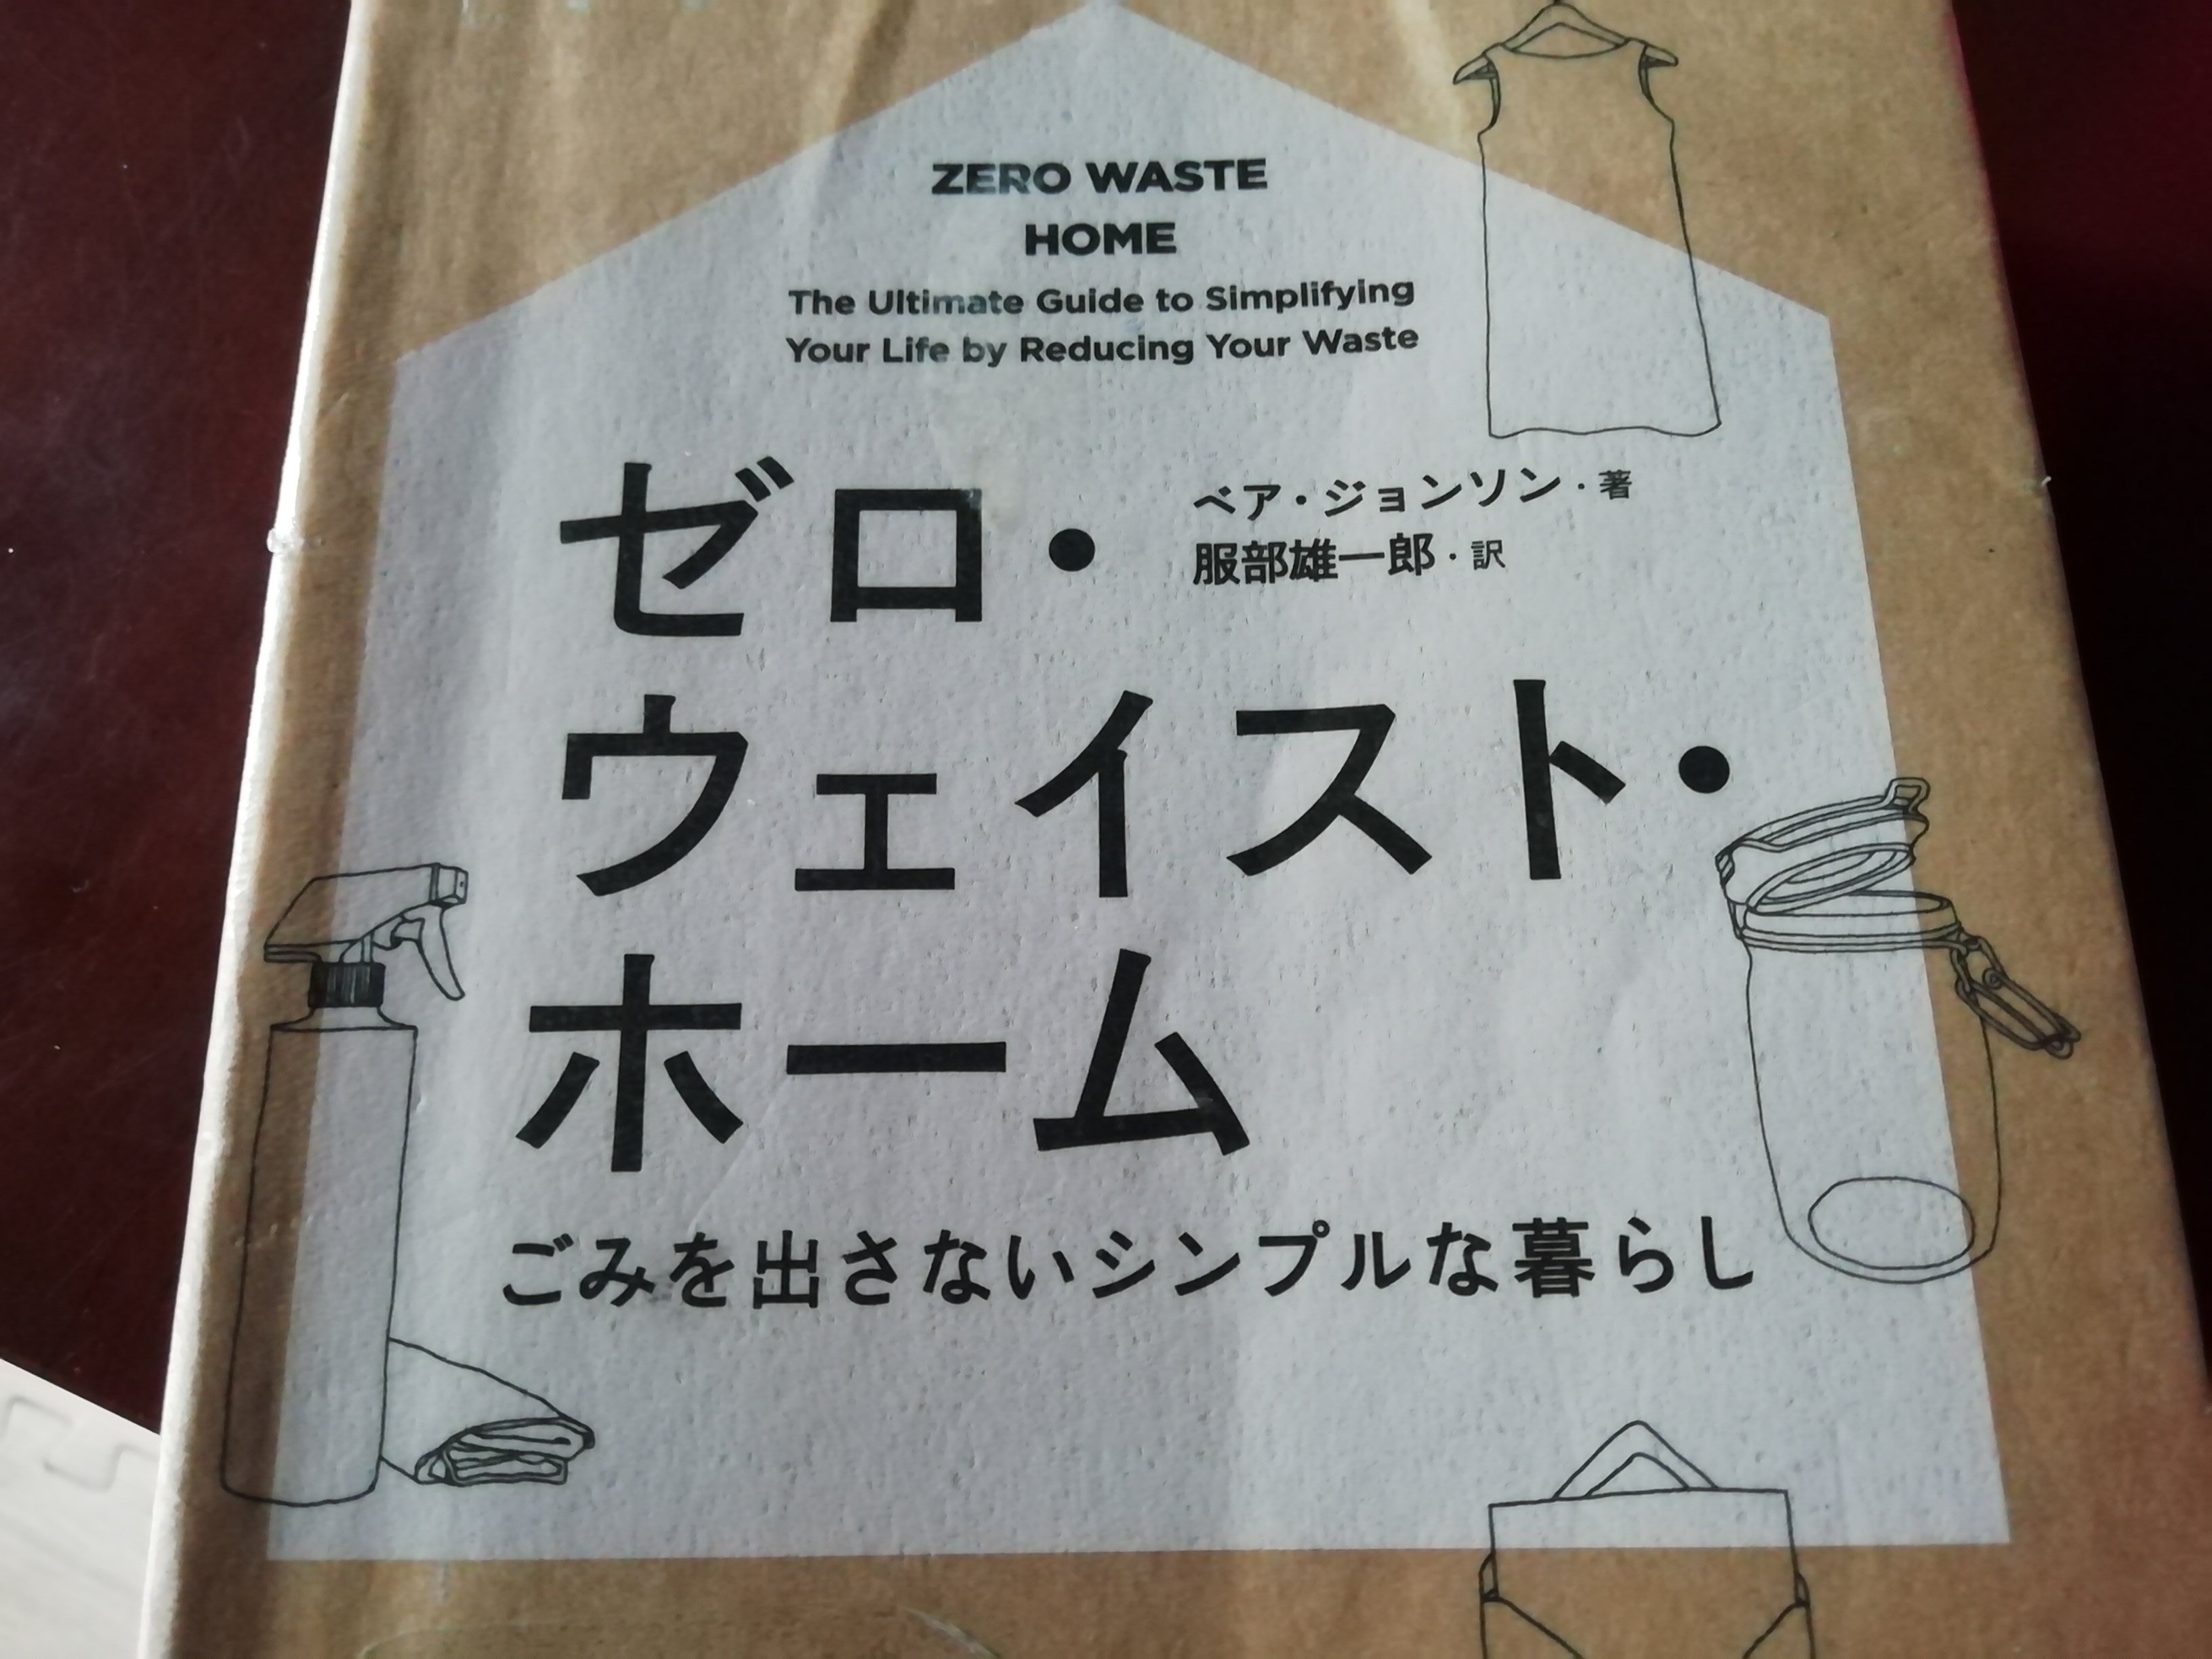 ZERO WASTE
HOME
The Ultimate Guide to Simplifying
Your Life by Reducing Your Waste
ゼロ・
ベア・ジョンソン・著
服部雄一郎・訳
ウェイスト・
ホーム
ごみを出さないシンプルな暮らし